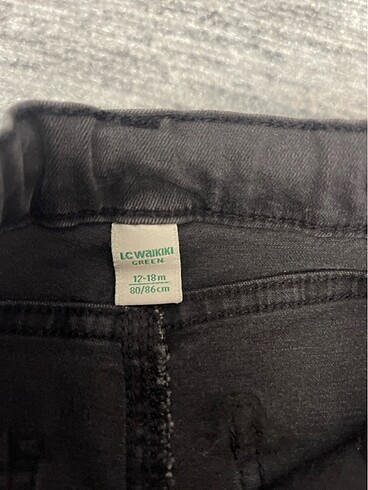 LC WAIKIKI
GREEN
12-18m
80/86cm